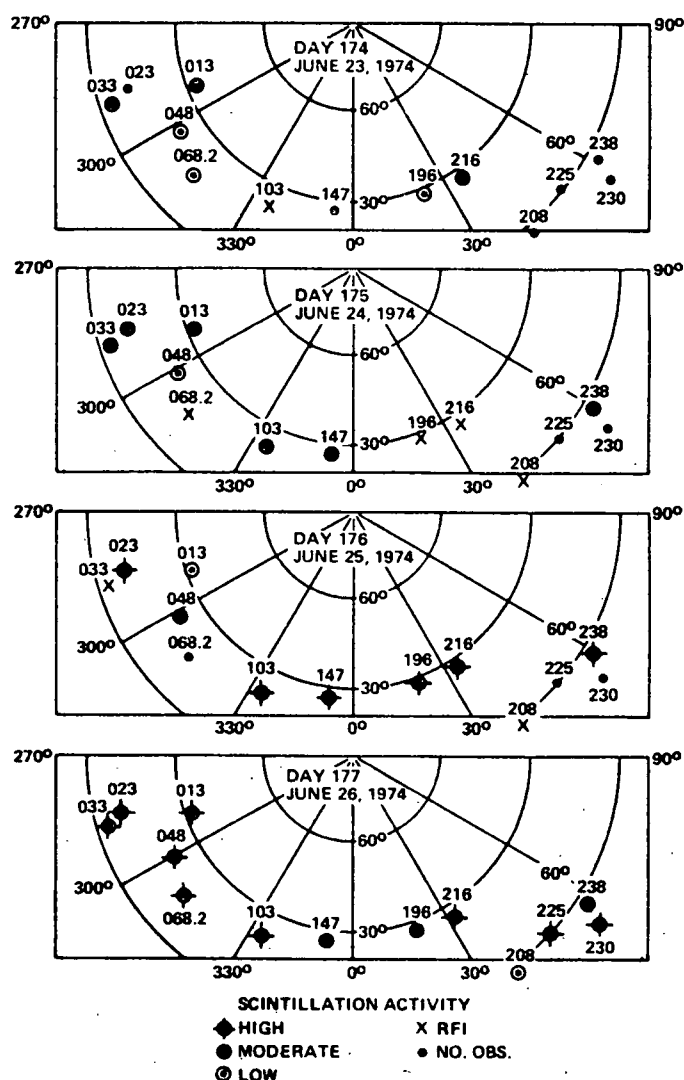 270° 90°
DAY 174
JUNE 23, 1974
033 023 013
048
068.2
300°
103 147 196 216
60° 30° 60°
238 225 230 208
330° 0° 30°
270° 90°
DAY 175
JUNE 24, 1974
033 023 013
048
068.2
300°
103 147 196 216
60° 30° 60°
238 225 230 208
330° 0° 30°
270° 90°
DAY 176
JUNE 25, 1974
033 023 013
048
068.2
300°
103 147 196 216
60° 30° 60°
238 225 230 208
330° 0° 30°
270° 90°
DAY 177
JUNE 26, 1974
033 023 013
048
068.2
300°
103 147 196 216
60° 30° 60°
238 225 230 208
330° 0° 30°
SCINTILLATION ACTIVITY
HIGH X RFI
MODERATE NO. OBS.
LOW